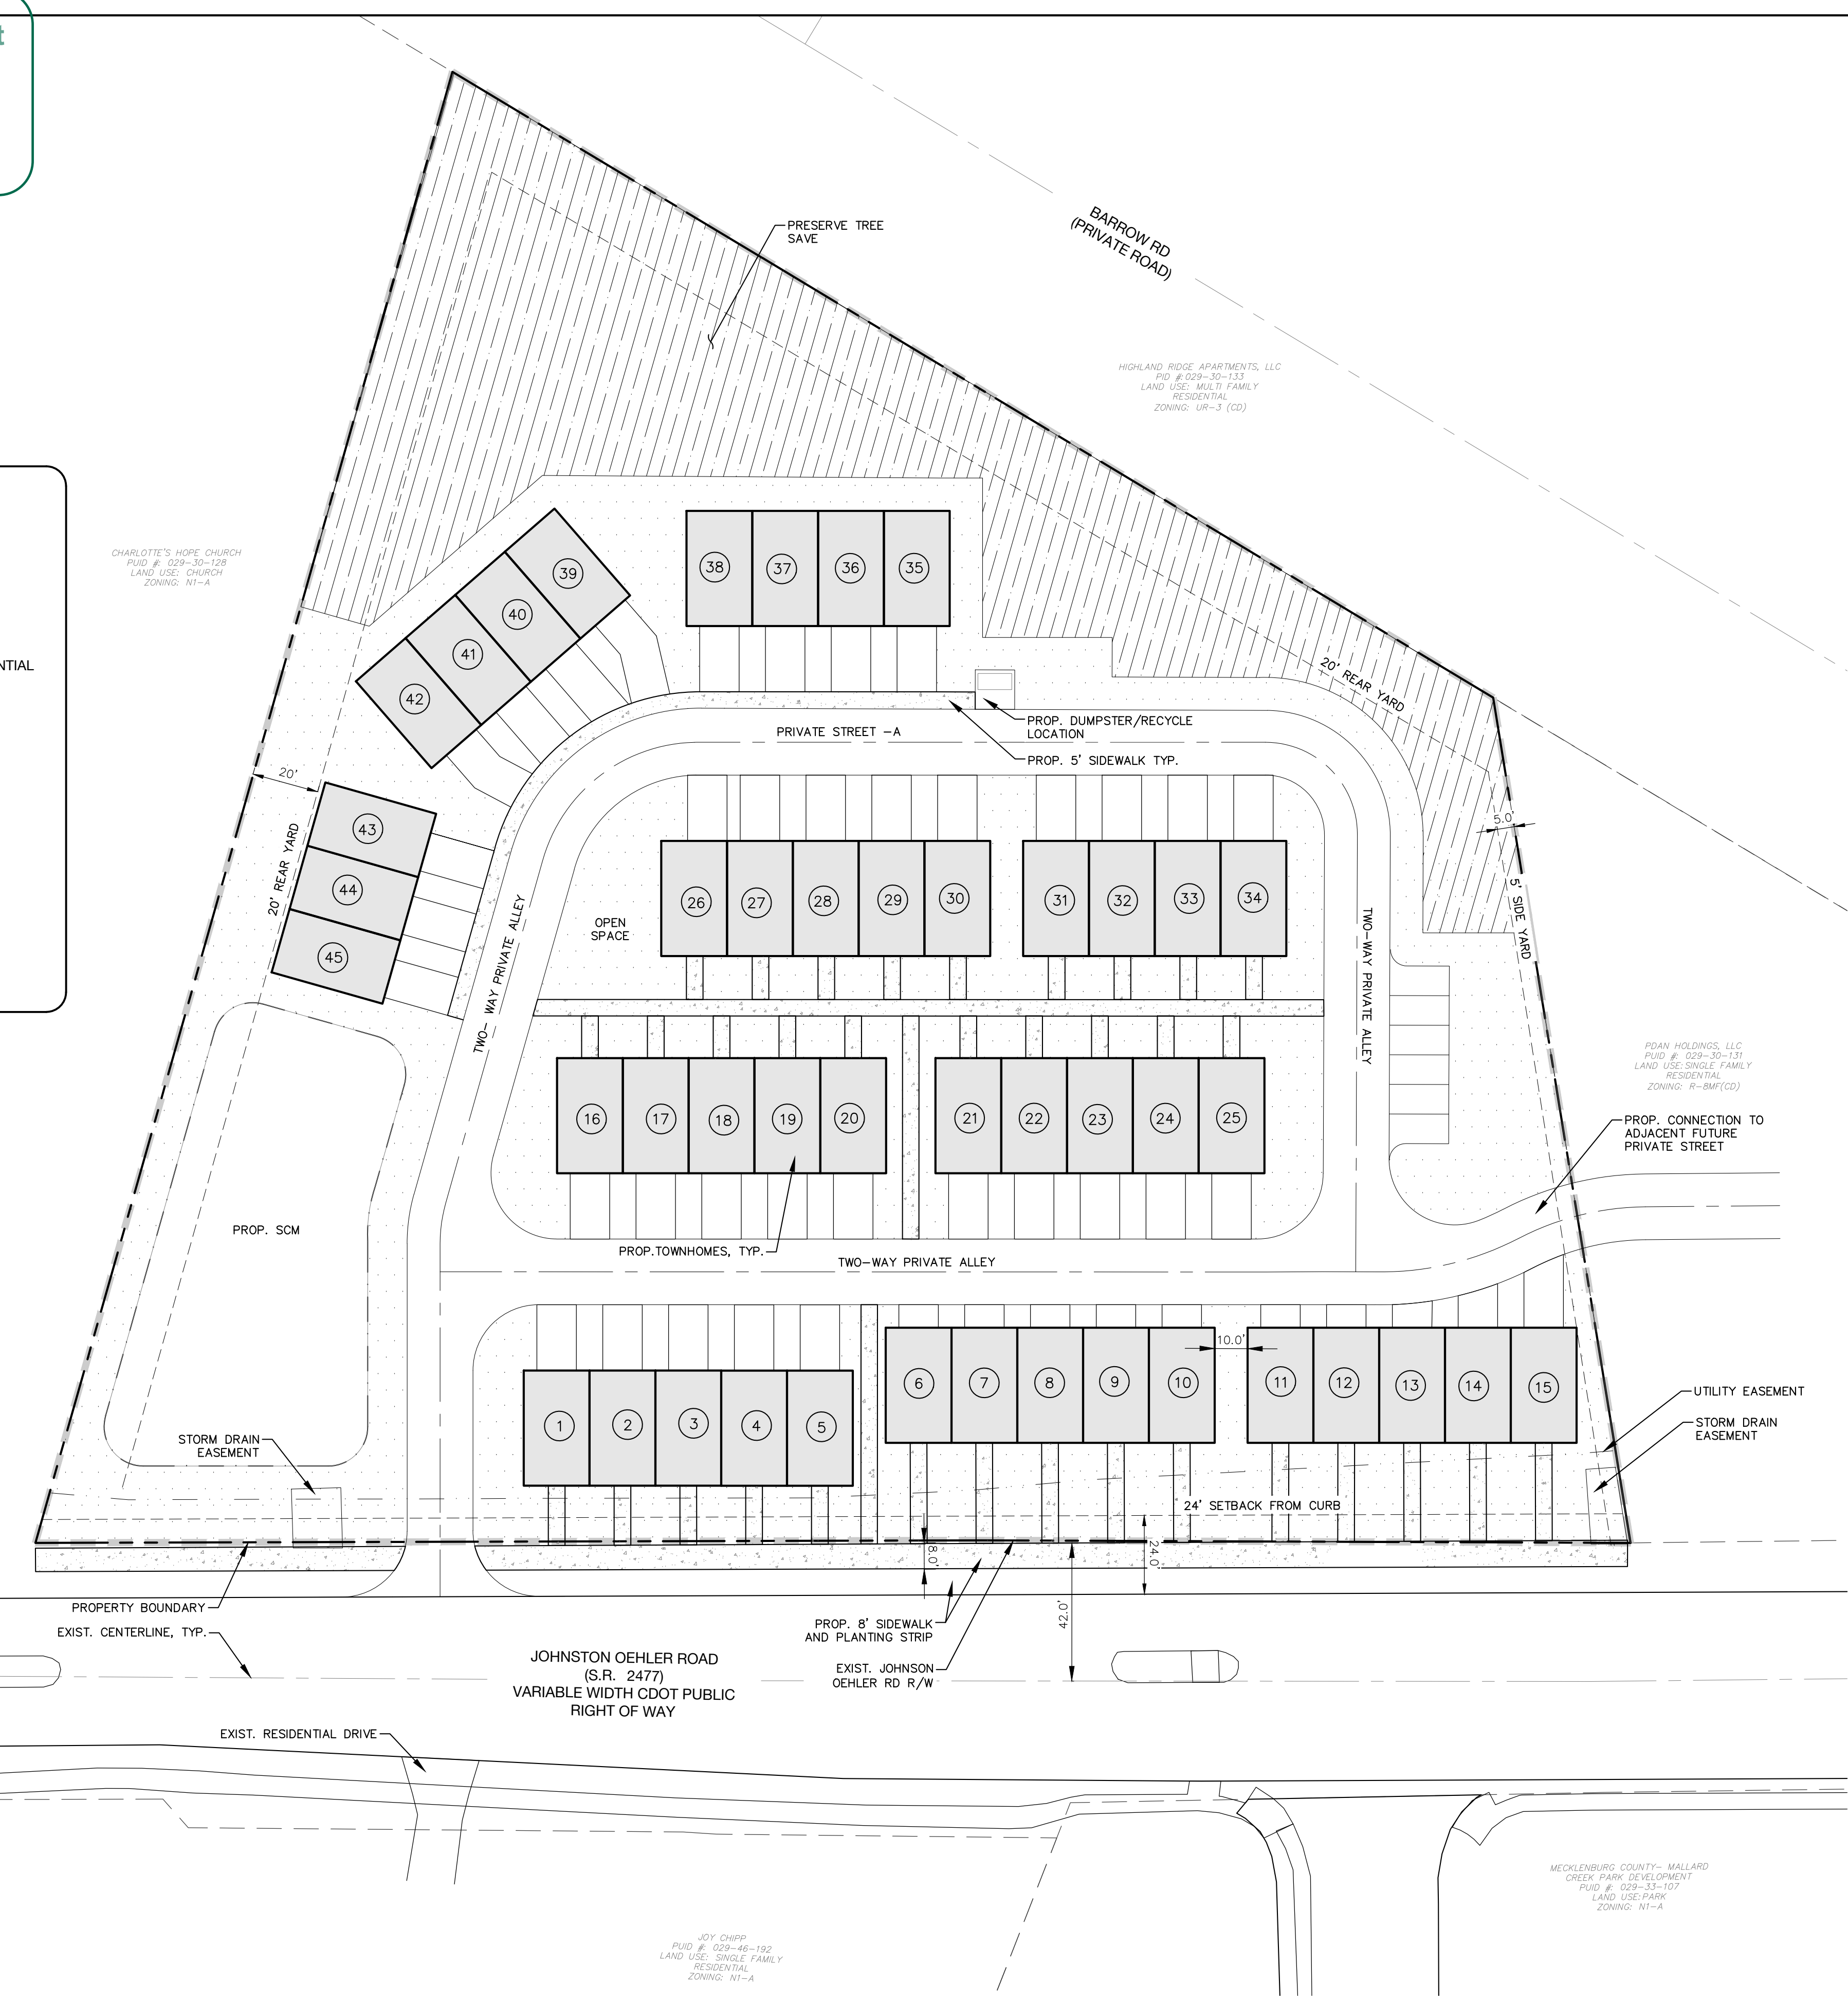 t
NTIAL
BARROW RD
(PRIVATE ROAD)
PRESERVE TREE
SAVE
HIGHLAND RIDGE APARTMENTS, LLC
PID #: 029-30-133
LAND USE: MULTI FAMILY
RESIDENTIAL
ZONING: UR-3 (CD)
CHARLOTTE'S HOPE CHURCH
PUID #: 029-30-128
LAND USE: CHURCH
ZONING: N1-A
38
37
36
35
39
40
41
42
20' REAR YARD
PROP. DUMPSTER/RECYCLE
LOCATION
PRIVATE STREET -A
PROP. 5' SIDEWALK TYP.
20'
20' REAR YARD
43
44
45
5.0'
5' SIDE YARD
TWO- WAY PRIVATE ALLEY
OPEN
SPACE
26
27
28
29
30
31
32
33
34
TWO-WAY PRIVATE ALLEY
PDAN HOLDINGS, LLC
PUID #: 029-30-131
LAND USE: SINGLE FAMILY
RESIDENTIAL
ZONING: R-8MF(CD)
16
17
18
19
20
21
22
23
24
25
PROP. CONNECTION TO
ADJACENT FUTURE
PRIVATE STREET
PROP. SCM
PROP.TOWNHOMES, TYP.
TWO-WAY PRIVATE ALLEY
10.0'
1
2
3
4
5
6
7
8
9
10
11
12
13
14
15
UTILITY EASEMENT
STORM DRAIN
EASEMENT
STORM DRAIN
EASEMENT
24' SETBACK FROM CURB
8.0'
24.0'
42.0'
PROPERTY BOUNDARY
EXIST. CENTERLINE, TYP.
PROP. 8' SIDEWALK
AND PLANTING STRIP
EXIST. JOHNSON
OEHLER RD R/W
JOHNSTON OEHLER ROAD
(S.R. 2477)
VARIABLE WIDTH CDOT PUBLIC
RIGHT OF WAY
EXIST. RESIDENTIAL DRIVE
MECKLENBURG COUNTY- MALLARD
CREEK PARK DEVELOPMENT
PUID #: 029-33-107
LAND USE: PARK
ZONING: N1-A
JOY CHIPP
PUID #: 029-46-192
LAND USE: SINGLE FAMILY
RESIDENTIAL
ZONING: N1-A